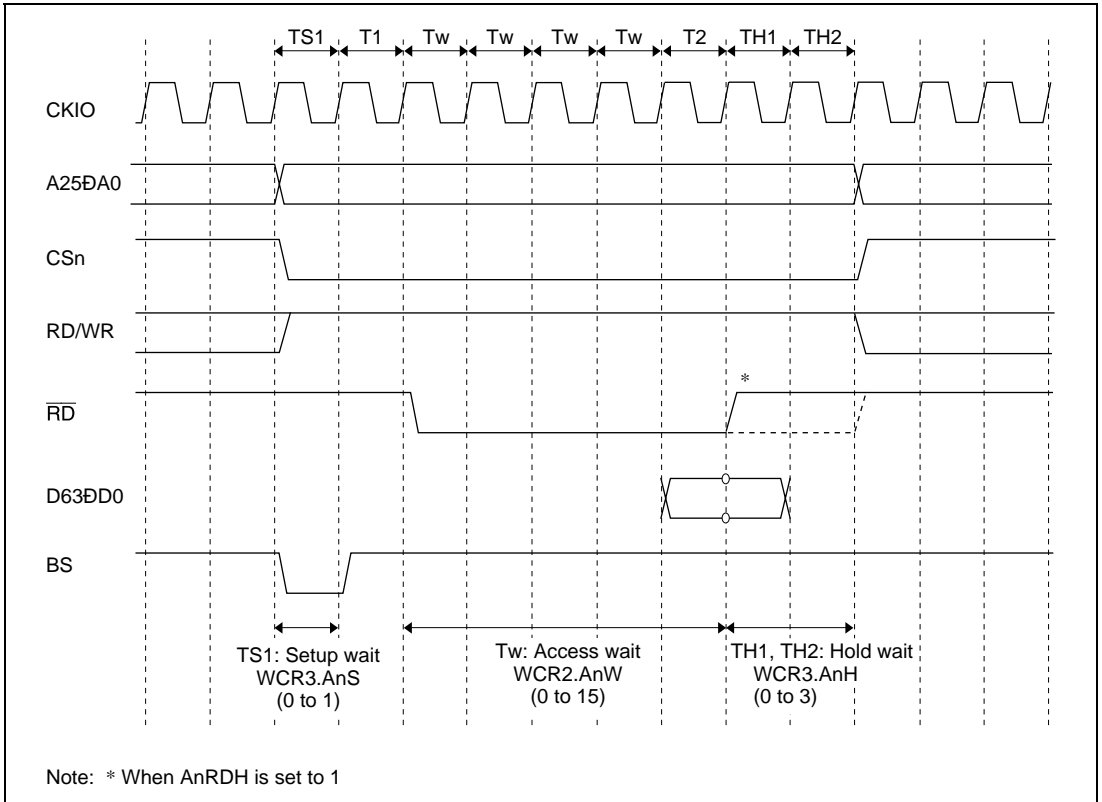 TS1 T1 Tw Tw Tw Tw T2 TH1 TH2
CKIO
A25ÐA0
CSn
RD/WR
*
RD
D63ÐD0
BS
TS1: Setup wait
WCR3.AnS
(0 to 1)
Tw: Access wait
WCR2.AnW
(0 to 15)
TH1, TH2: Hold wait
WCR3.AnH
(0 to 3)
Note: * When AnRDH is set to 1